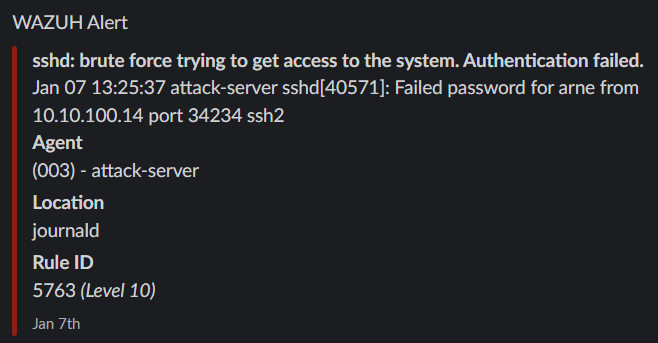 WAZUH Alert
sshd: brute force trying to get access to the system. Authentication failed.
Jan 07 13:25:37 attack-server sshd[40571]: Failed password for arne from
10.10.100.14 port 34234 ssh2
Agent
(003) - attack-server
Location
journald
Rule ID
5763 (Level 10)
Jan 7th